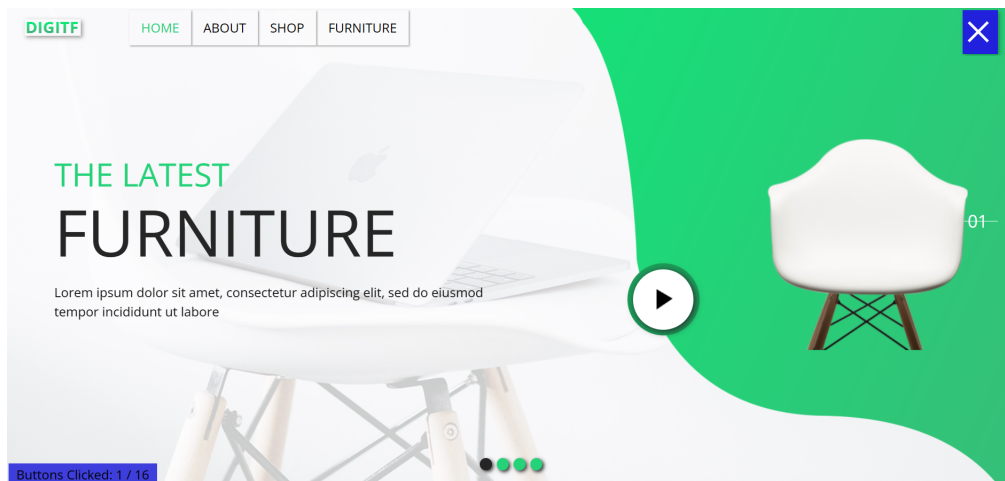 DIGITF
HOME ABOUT SHOP FURNITURE
THE LATEST
FURNITURE
Lorem ipsum dolor sit amet, consectetur adipiscing elit, sed do eiusmod
tempor incididunt ut labore
01
Buttons Clicked: 1 / 16